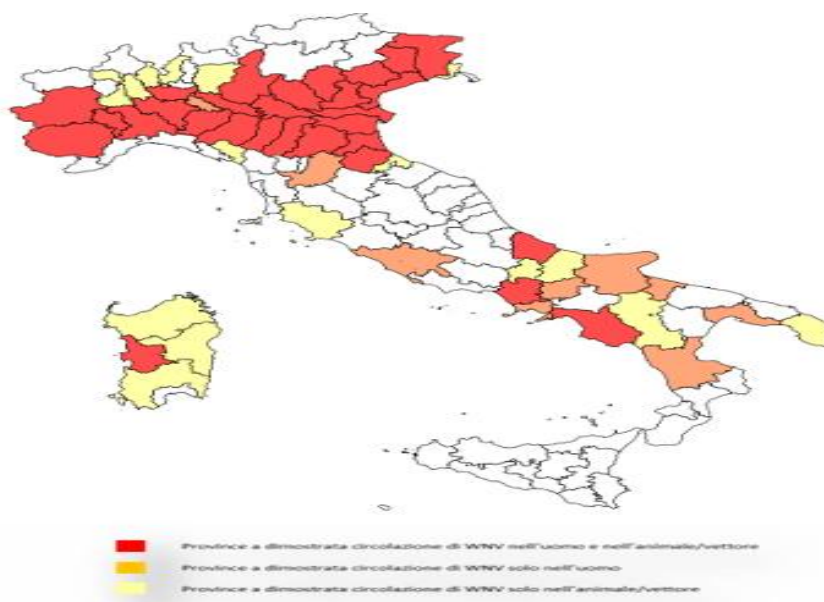 Province a dimostrata circolazione di WNV nell'uomo e nell'animale/vettore
Province a dimostrata circolazione di WNV solo nell'uomo
Province a dimostrata circolazione di WNV solo nell'animale/vettore